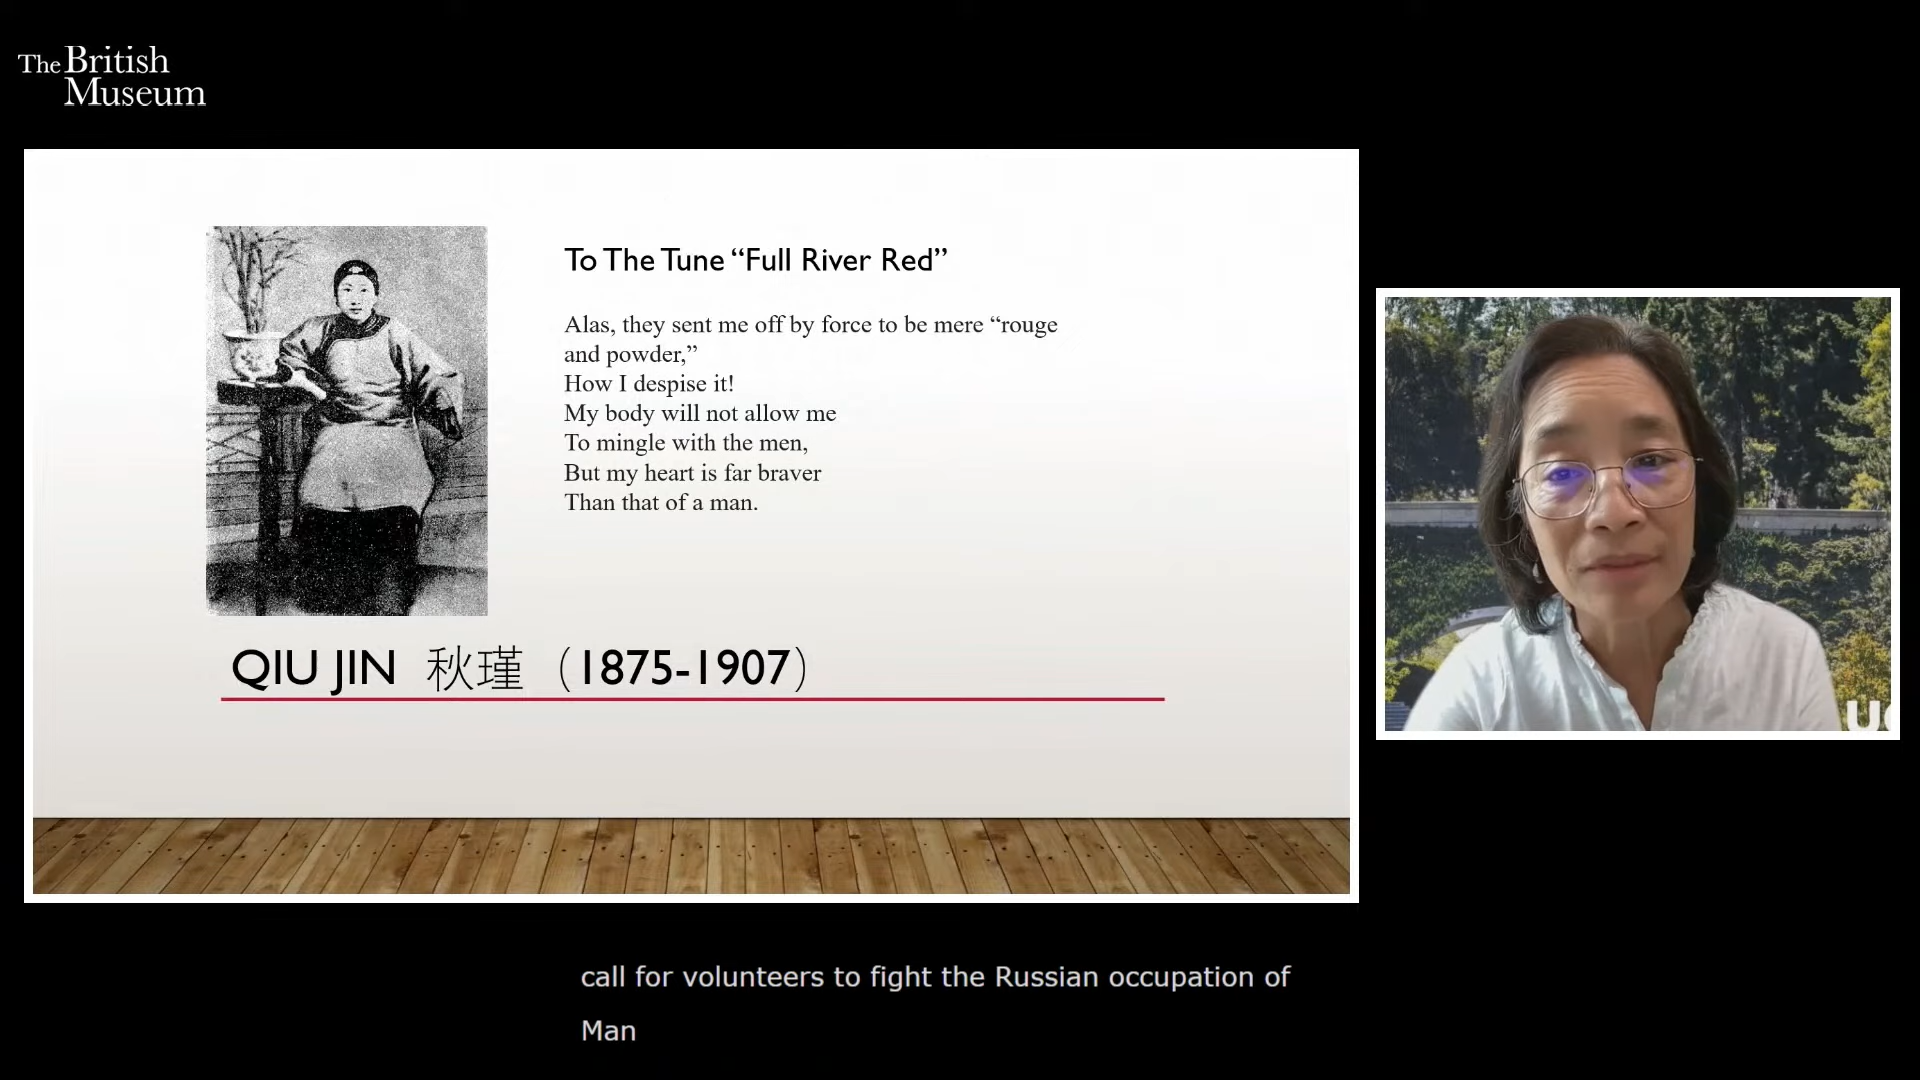 The British
Museum
To The Tune “Full River Red”
Alas, they sent me off by force to be mere “rouge
and powder,”
How I despise it!
My body will not allow me
To mingle with the men,
But my heart is far braver
Than that of a man.
QIU JIN 秋瑾（1875-1907）
call for volunteers to fight the Russian occupation of
Man